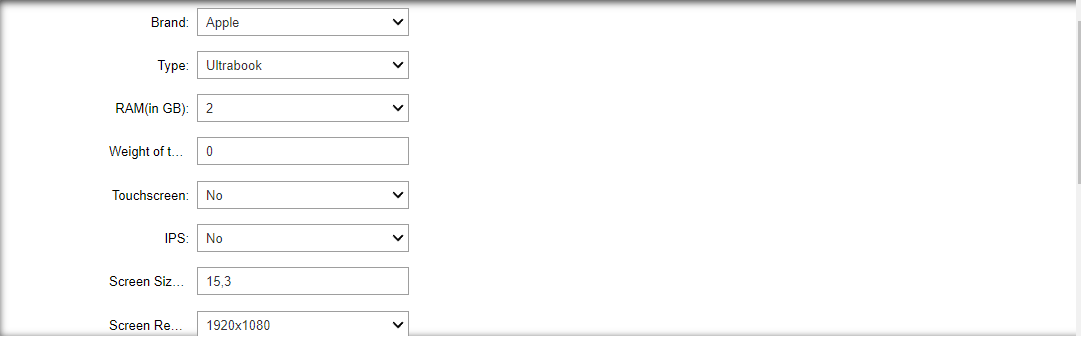 Brand: Apple
Type: Ultrabook
RAM(in GB): 2
Weight of t... 0
Touchscreen: No
IPS: No
Screen Siz... 15,3
Screen Re... 1920x1080